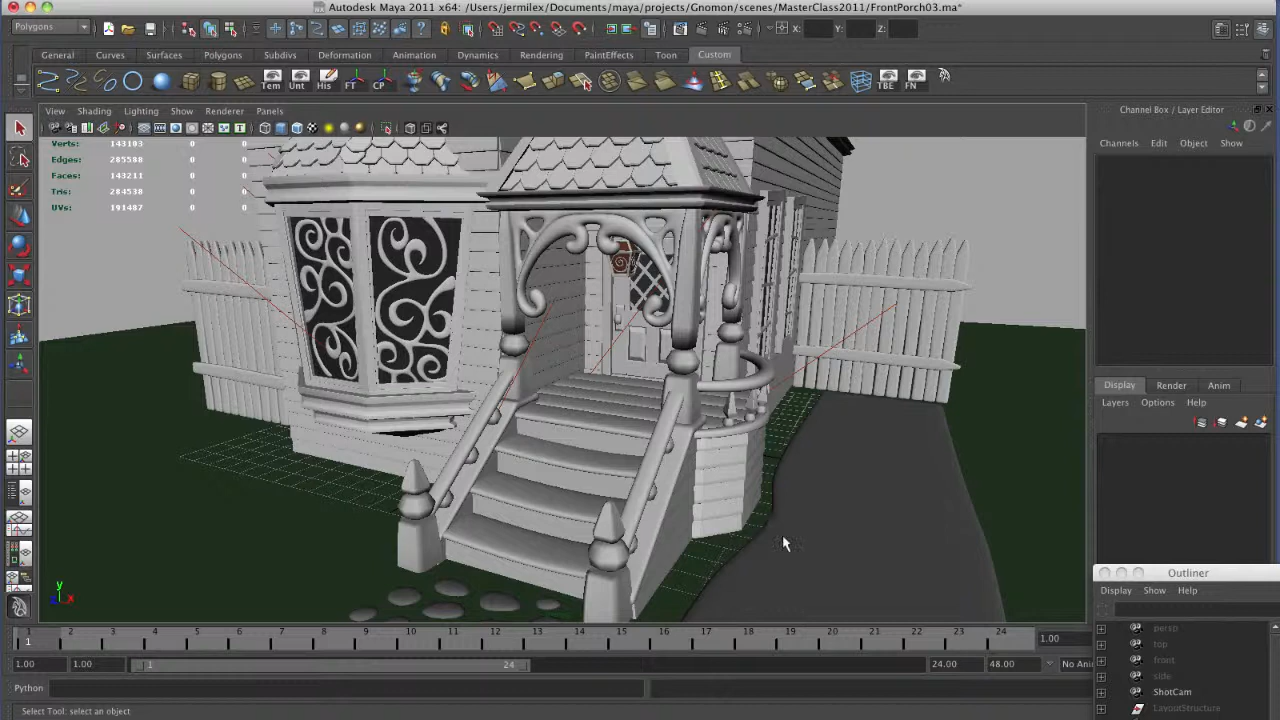 Autodesk Maya 2011 x64: /Users/jermilex/Documents/maya/projects/Gnomon/scenes/MasterClass2011/FrontPorch03.ma*
Polygons X: Y: Z:
General Curves Surfaces Polygons Subdivs Deformation Animation Dynamics Rendering PaintEffects Toon Custom
Tem Unt His FT CP TBE FN
View Shading Lighting Show Renderer Panels
Channel Box / Layer Editor
Channels Edit Object Show
Verts: 143103 0 0
Edges: 285588 0 0
Faces: 143211 0 0
Tris: 284538 0 0
UVs: 191487 0 0
Display Render Anim
Layers Options Help
y
z x
Outliner
Display Show Help
persp
top
front
side
ShotCam
LayoutStructure
1 2 3 4 5 6 7 8 9 10 11 12 13 14 15 16 17 18 19 20 21 22 23 24 1.00
1.00 1.00 1 24 24.00 48.00 No Ani
Python
Select Tool: select an object